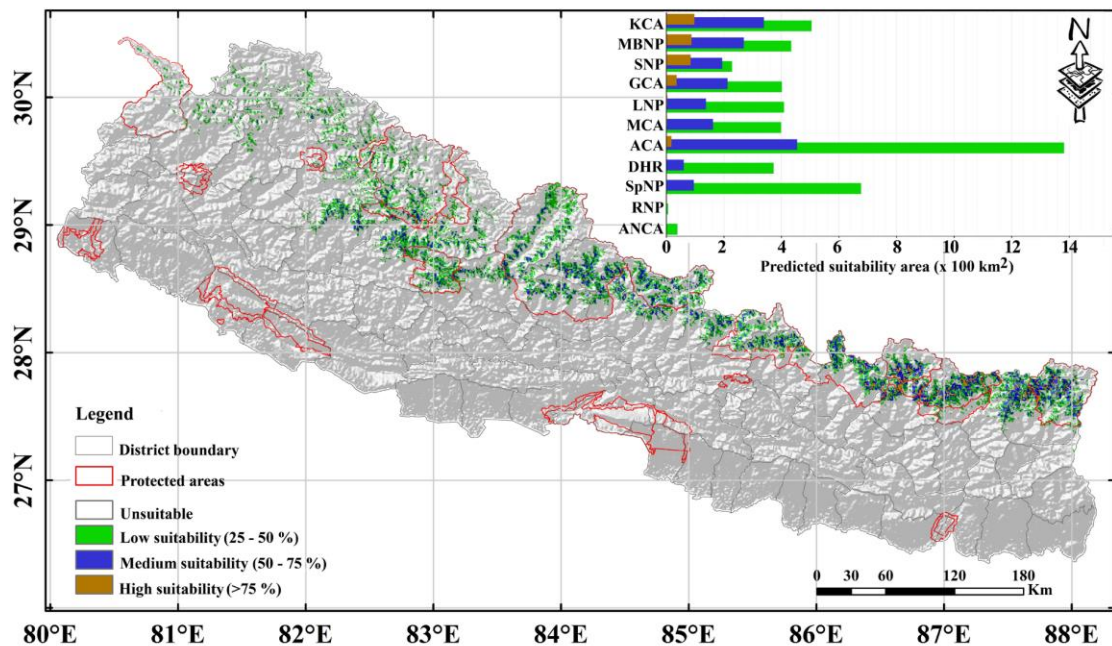 30°N
29°N
28°N
27°N
KCA
MBNP
SNP
GCA
LNP
MCA
ACA
DHR
SpNP
RNP
ANCA
0 2 4 6 8 10 12 14
Predicted suitability area (x 100 km²)
N
Legend
District boundary
Protected areas
Unsuitable
Low suitability (25 - 50 %)
Medium suitability (50 - 75 %)
High suitability (>75 %)
0 30 60 120 180
Km
80°E 81°E 82°E 83°E 84°E 85°E 86°E 87°E 88°E